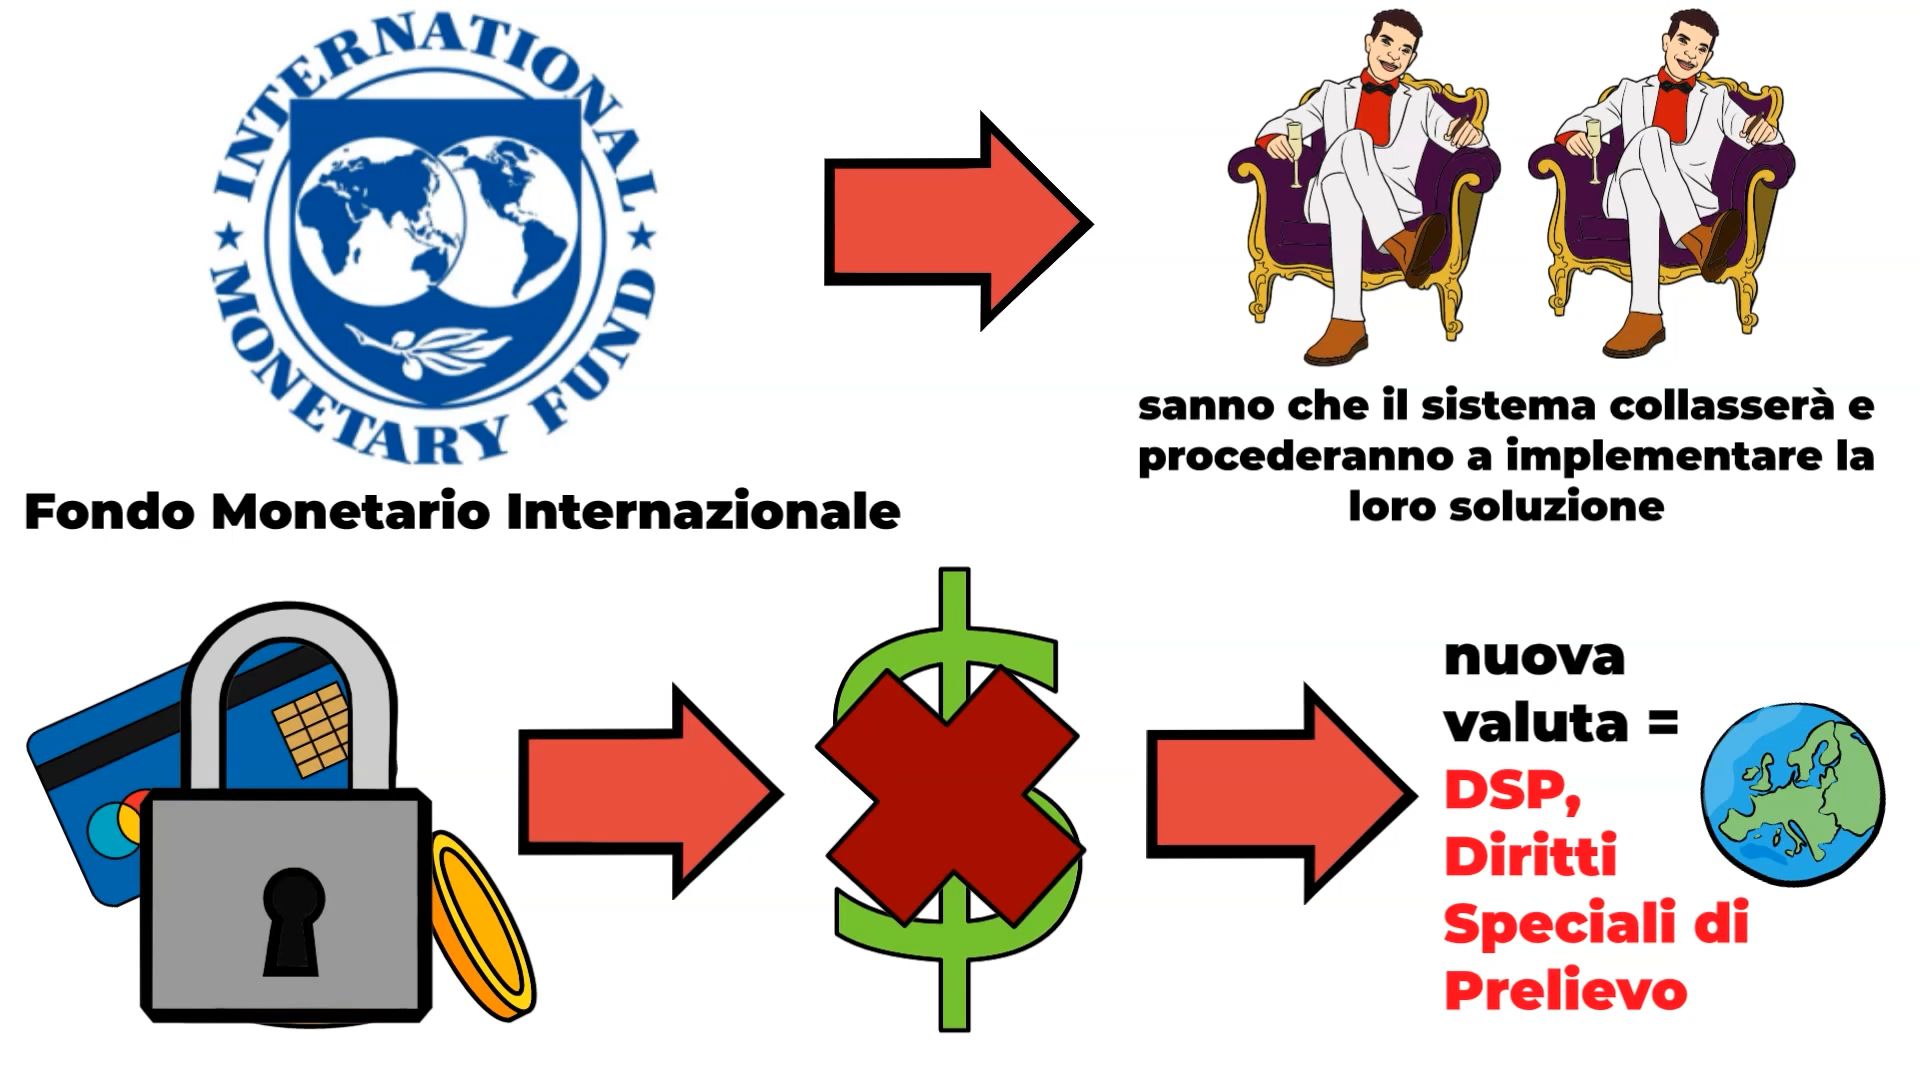 INTERNATIONAL
MONETARY FUND
Fondo Monetario Internazionale
sanno che il sistema collasserà e
procederanno a implementare la
loro soluzione
nuova
valuta =
DSP,
Diritti
Speciali di
Prelievo